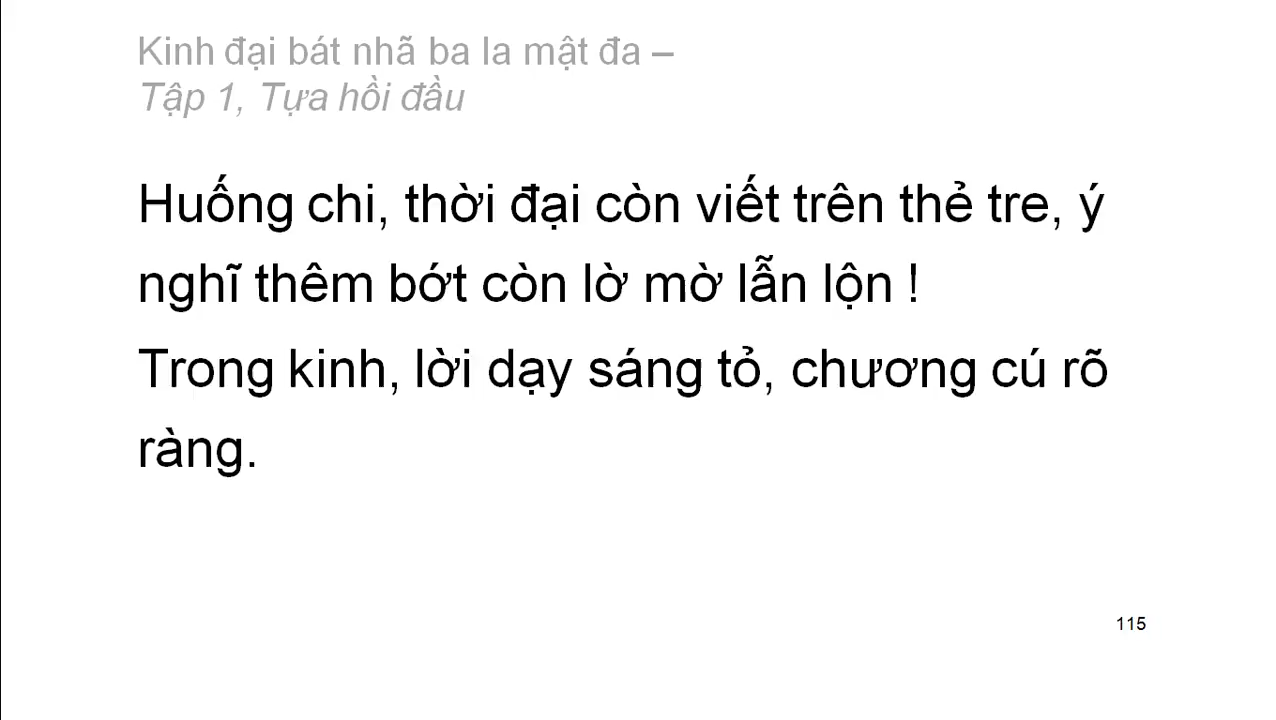 Kinh đại bát nhã ba la mật đa –
Tập 1, Tựa hồi đầu
Huống chi, thời đại còn viết trên thẻ tre, ý
nghĩ thêm bớt còn lờ mờ lẫn lộn !
Trong kinh, lời dạy sáng tỏ, chương cú rõ
ràng.
115